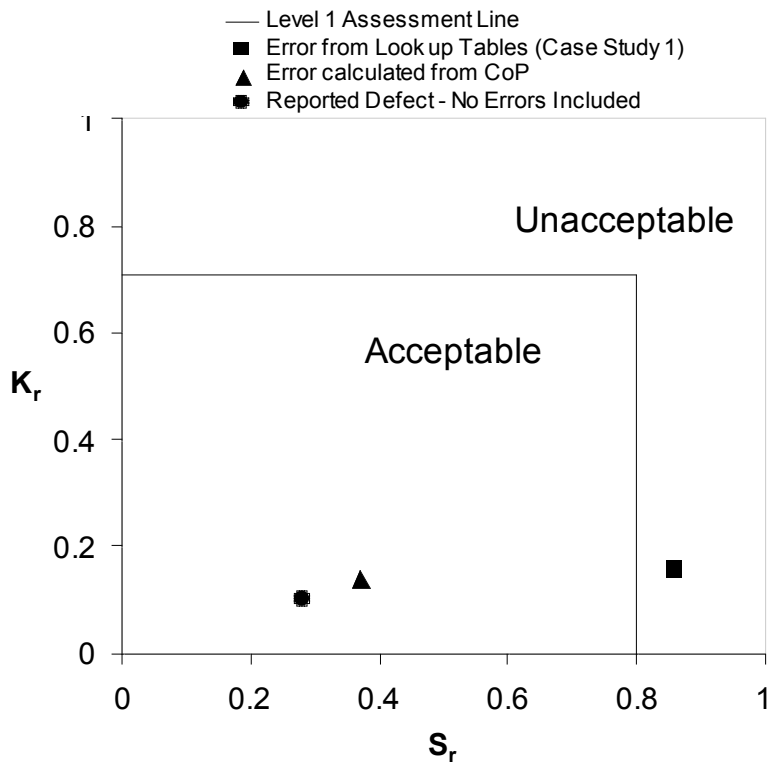 Level 1 Assessment Line
Error from Look up Tables (Case Study 1)
Error calculated from CoP
Reported Defect - No Errors Included
1
Unacceptable
0.8
Acceptable
0.6
Kr
0.4
0.2
0
0 0.2 0.4 0.6 0.8 1
Sr